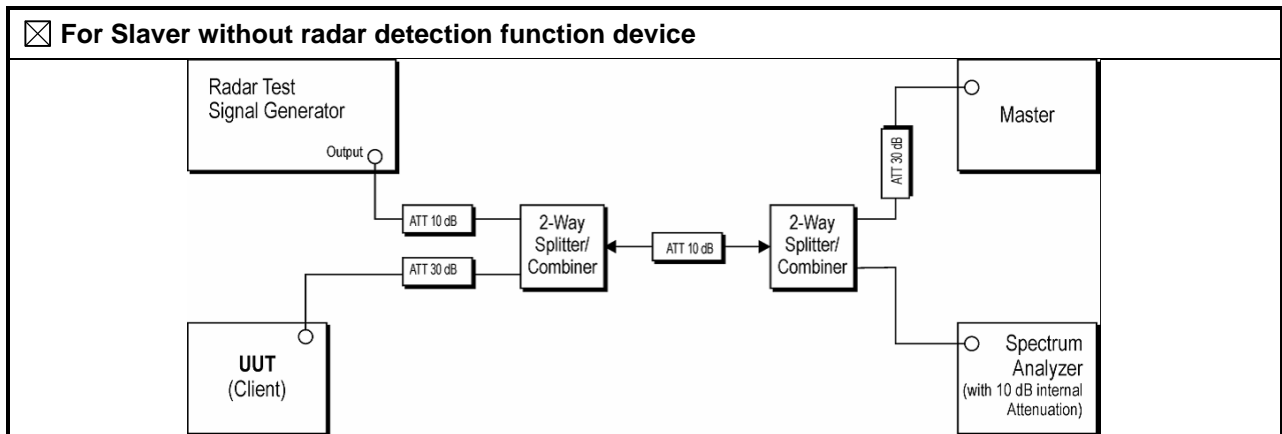 For Slaver without radar detection function device
Radar Test
Signal Generator
Output
ATT 10 dB
ATT 30 dB
UUT
(Client)
2-Way
Splitter/
Combiner
ATT 10 dB
2-Way
Splitter/
Combiner
ATT 30 dB
Master
Spectrum
Analyzer
(with 10 dB internal
Attenuation)